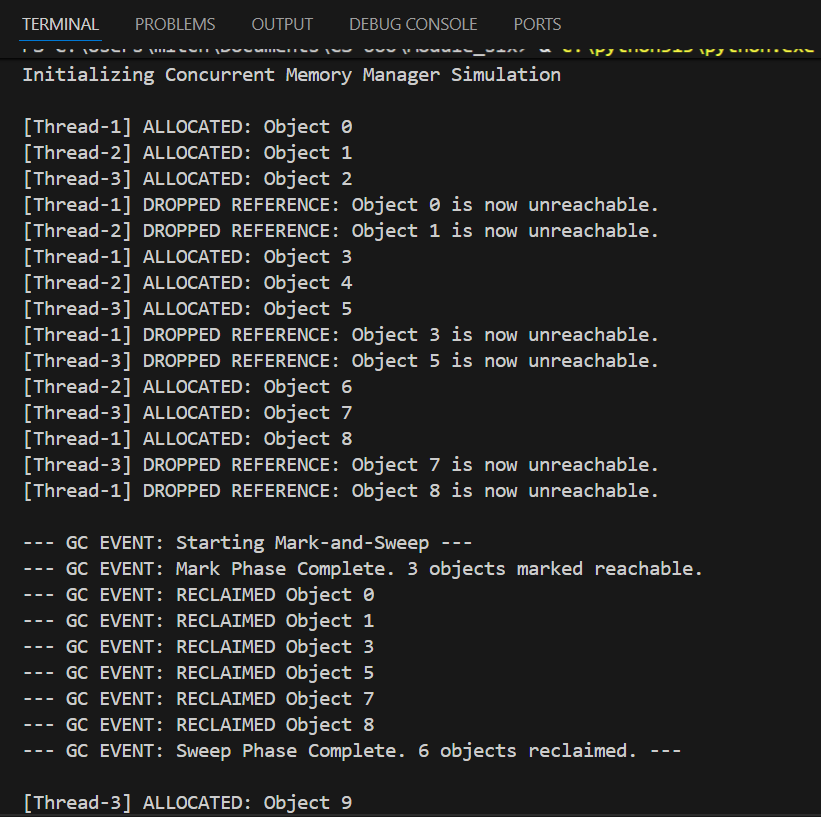 TERMINAL PROBLEMS OUTPUT DEBUG CONSOLE PORTS
Initializing Concurrent Memory Manager Simulation
[Thread-1] ALLOCATED: Object 0
[Thread-2] ALLOCATED: Object 1
[Thread-3] ALLOCATED: Object 2
[Thread-1] DROPPED REFERENCE: Object 0 is now unreachable.
[Thread-2] DROPPED REFERENCE: Object 1 is now unreachable.
[Thread-1] ALLOCATED: Object 3
[Thread-2] ALLOCATED: Object 4
[Thread-3] ALLOCATED: Object 5
[Thread-1] DROPPED REFERENCE: Object 3 is now unreachable.
[Thread-3] DROPPED REFERENCE: Object 5 is now unreachable.
[Thread-2] ALLOCATED: Object 6
[Thread-3] ALLOCATED: Object 7
[Thread-1] ALLOCATED: Object 8
[Thread-3] DROPPED REFERENCE: Object 7 is now unreachable.
[Thread-1] DROPPED REFERENCE: Object 8 is now unreachable.
--- GC EVENT: Starting Mark-and-Sweep ---
--- GC EVENT: Mark Phase Complete. 3 objects marked reachable.
--- GC EVENT: RECLAIMED Object 0
--- GC EVENT: RECLAIMED Object 1
--- GC EVENT: RECLAIMED Object 3
--- GC EVENT: RECLAIMED Object 5
--- GC EVENT: RECLAIMED Object 7
--- GC EVENT: RECLAIMED Object 8
--- GC EVENT: Sweep Phase Complete. 6 objects reclaimed. ---
[Thread-3] ALLOCATED: Object 9